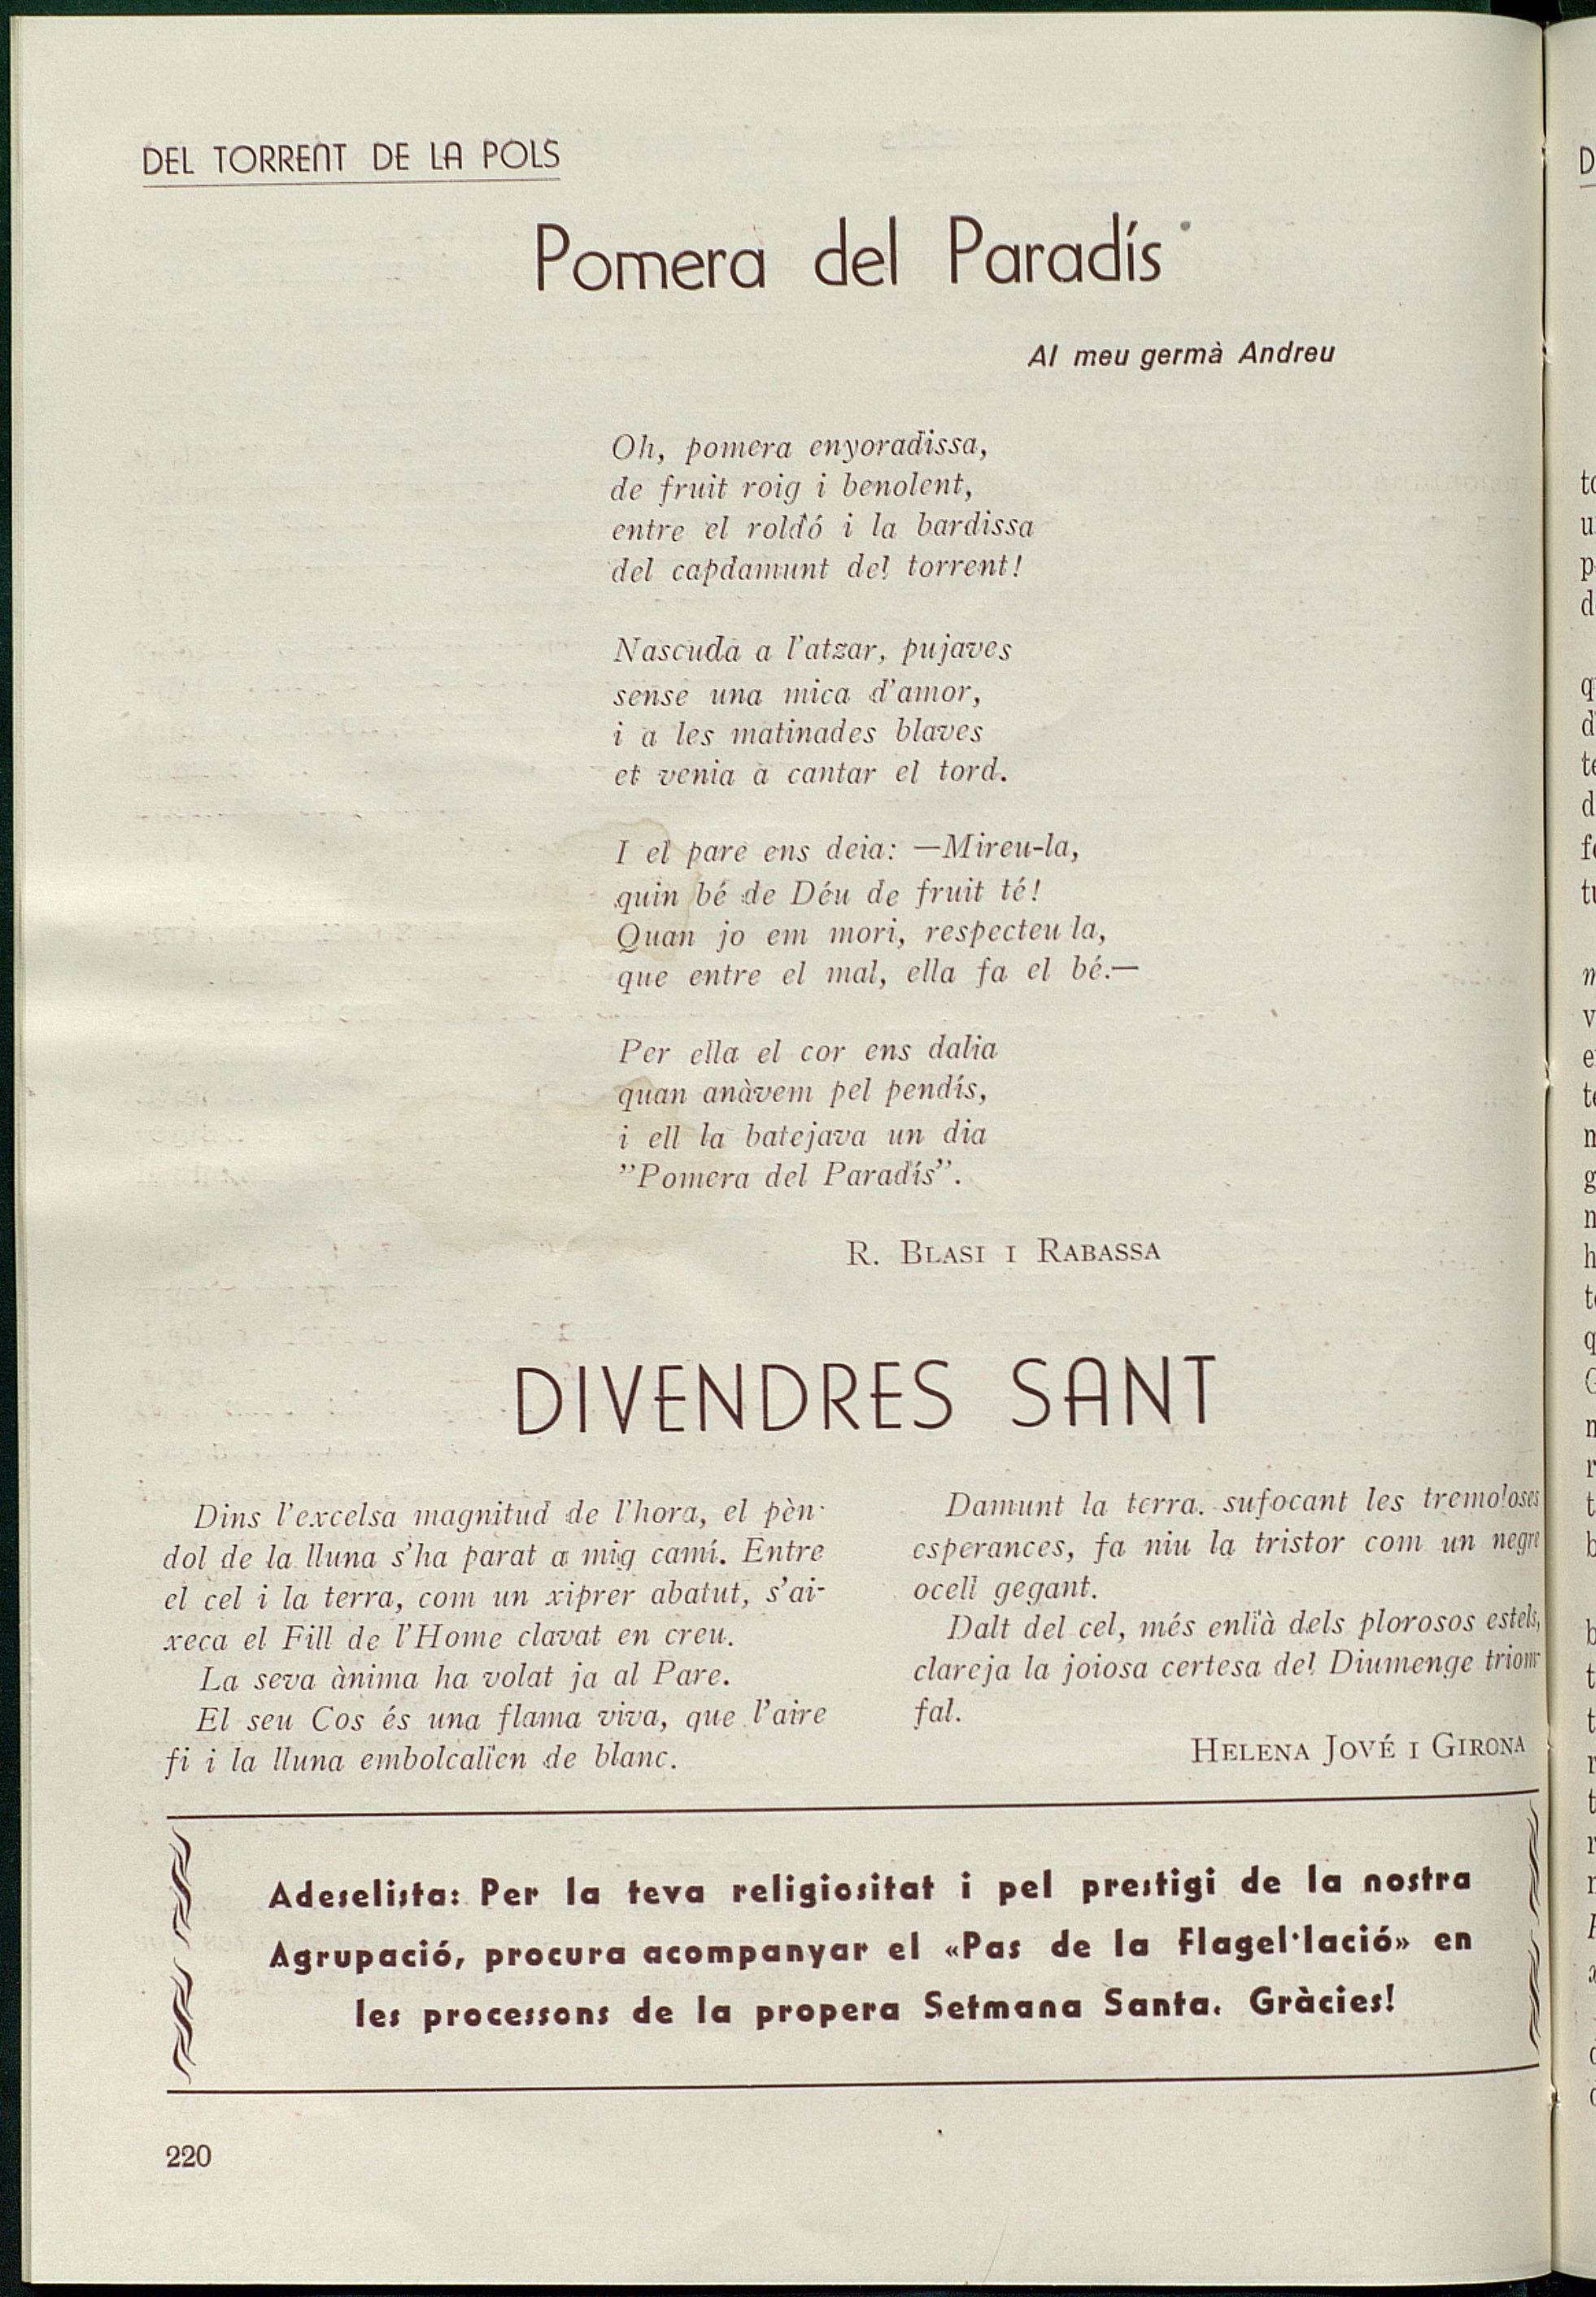 DEL TORRENT DE LA POLS
Pomera del Paradís
Al meu germà Andreu
Oh, pomera enyoradissa,
de fruit roig i benolent,
entre el roldó i la bardissa
del capdamunt del torrent!
Nascuda a l'atzar, pujaves
sense una mica d'amor,
i a les matinades blaves
et venia a cantar el tord.
I el pare ens deia: —Mireu-la,
quin bé de Déu de fruit té!
Quan jo em mori, respecteu la,
que entre el mal, ella fa el bé.—
Per ella el cor ens dalia
quan anàvem pel pendís,
i ell la batejava un dia
"Pomera del Paradís".
R. BLASI I RABASSA
DIVENDRES SANT
Dins l'excelsa magnitud de l'hora, el pèn-
dol de la lluna s'ha parat a mig camí. Entre
el cel i la terra, com un xiprer abatut, s'ai-
xeca el Fill de l'Home clavat en creu.
La seva ànima ha volat ja al Pare.
El seu Cos és una flama viva, que l'aire
fi i la lluna embolcallen de blanc.
Damunt la terra. sufocant les tremoloses
esperances, fa niu la tristor com un negre
ocell gegant.
Dalt del cel, més enllà dels plorosos estels,
clareja la joiosa certesa del Diumenge triom-
fal.
HELENA JOVÉ I GIRONA
Adeselista: Per la teva religiositat i pel prestigi de la nostra
Agrupació, procura acompanyar el «Pas de la Flagel·lació» en
les processons de la propera Setmana Santa. Gràcies!
220